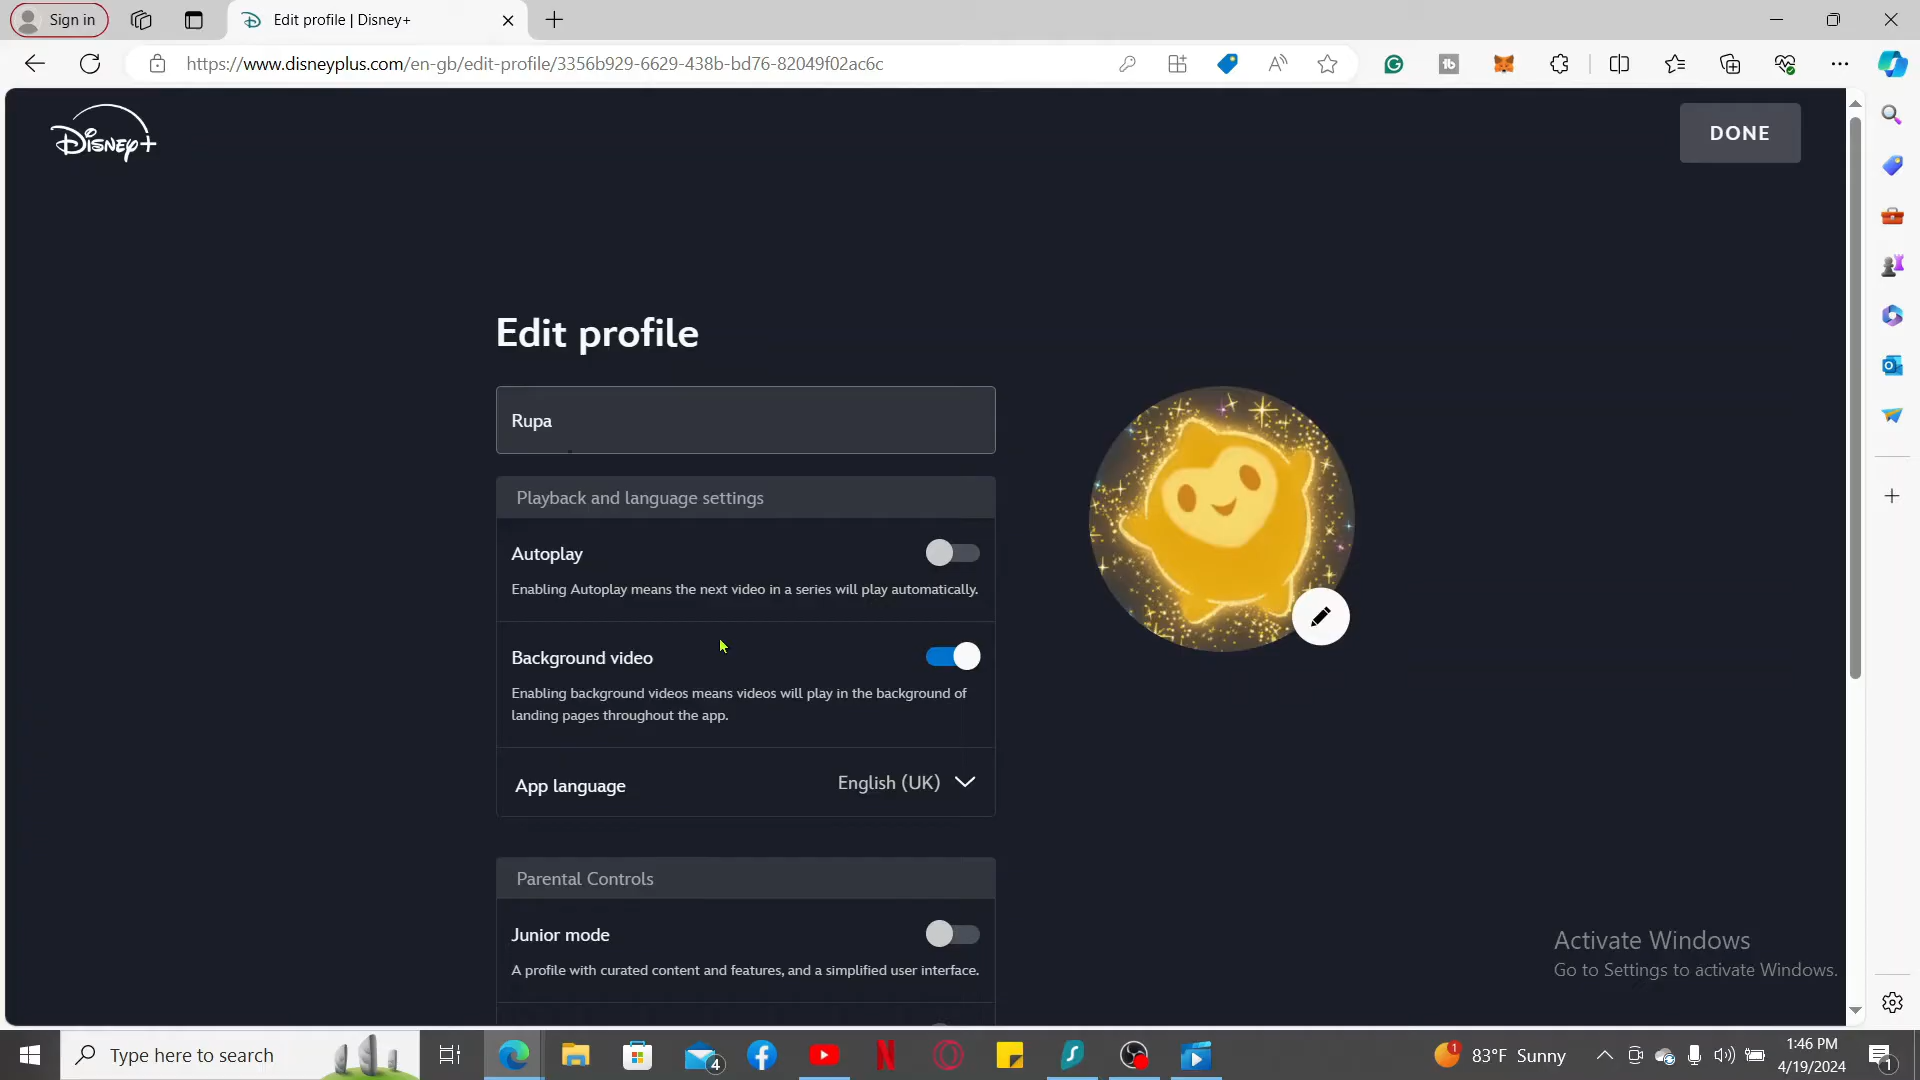 Sign in
Edit profile | Disney+
https://www.disneyplus.com/en-gb/edit-profile/3356b929-6629-438b-bd76-82049f02ac6c
Disney+
DONE
Edit profile
Rupa
Playback and language settings
Autoplay
Enabling Autoplay means the next video in a series will play automatically.
Background video
Enabling background videos means videos will play in the background of
landing pages throughout the app.
App language
English (UK)
Parental Controls
Junior mode
A profile with curated content and features, and a simplified user interface.
Activate Windows
Go to Settings to activate Windows.
Type here to search
4
1
83°F Sunny
1:46 PM
4/19/2024
1